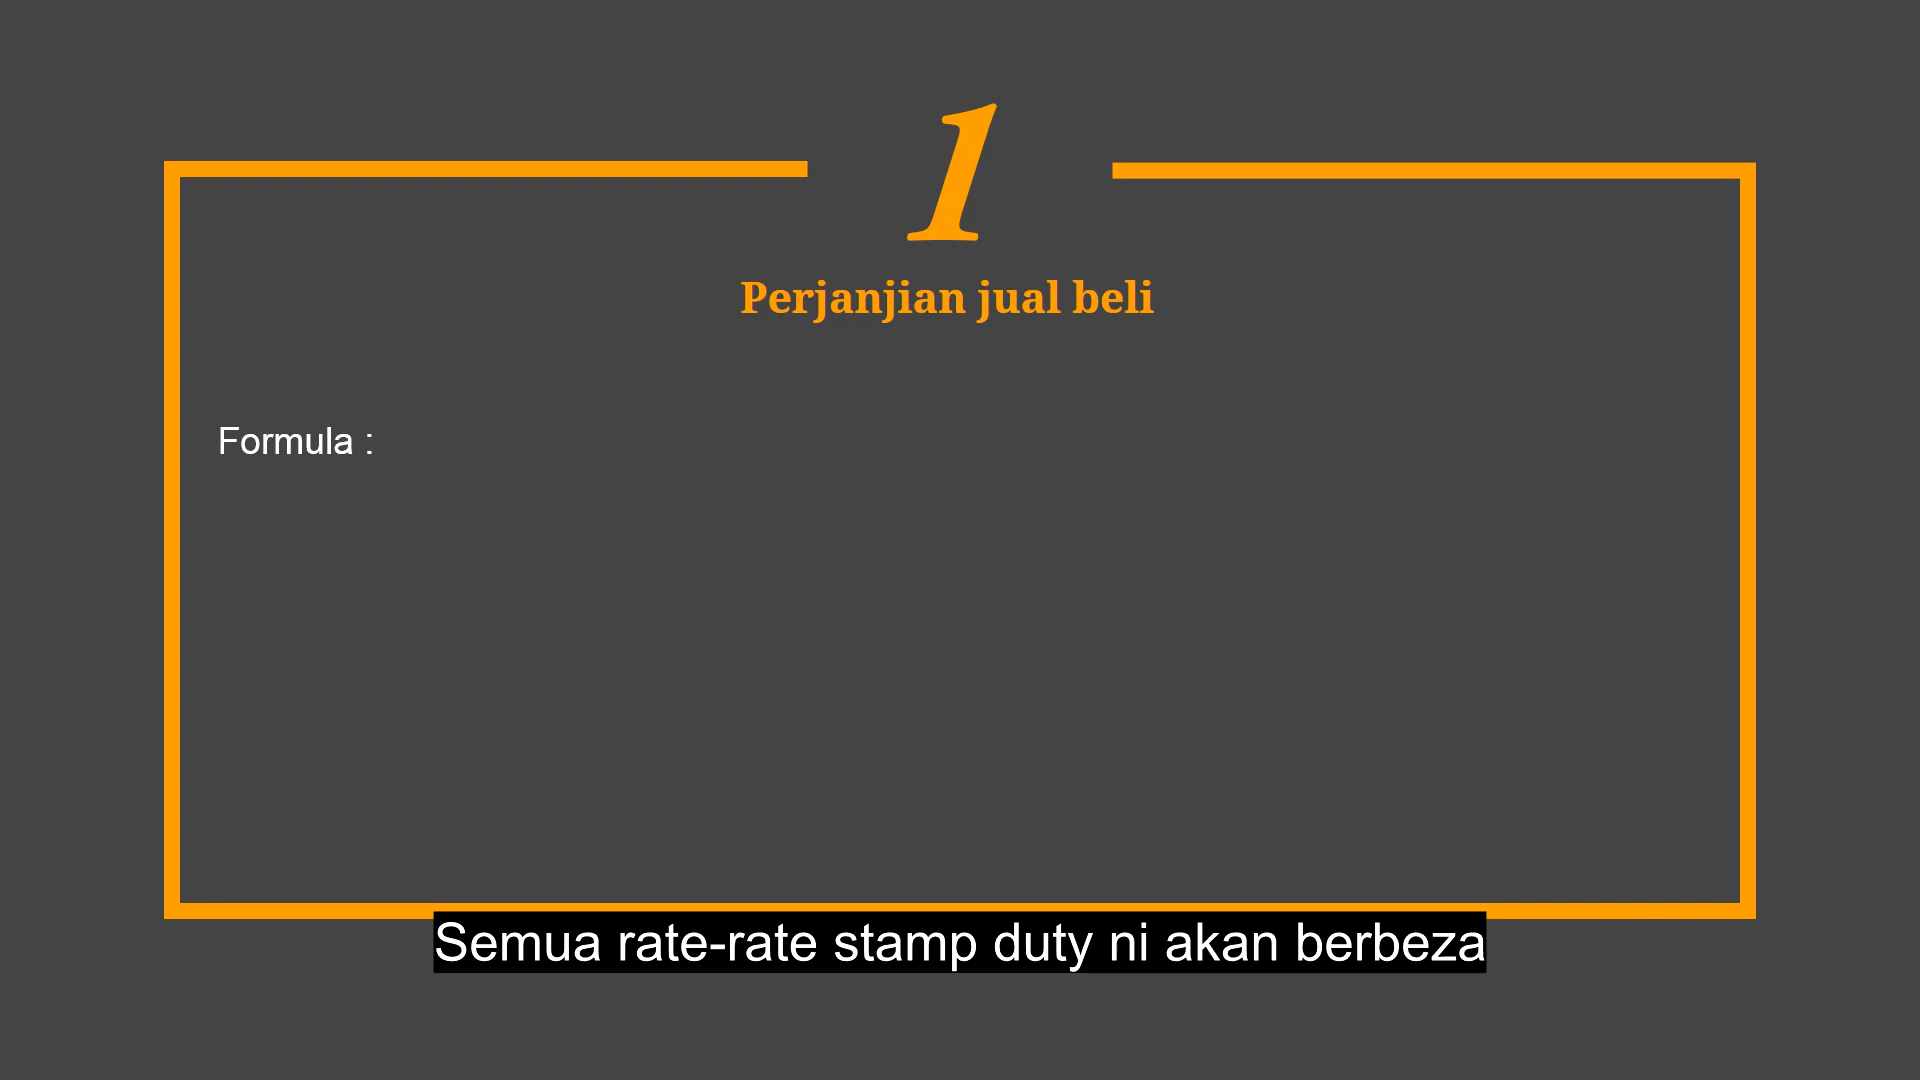 1
Perjanjian jual beli
Formula :
Semua rate-rate stamp duty ni akan berbeza